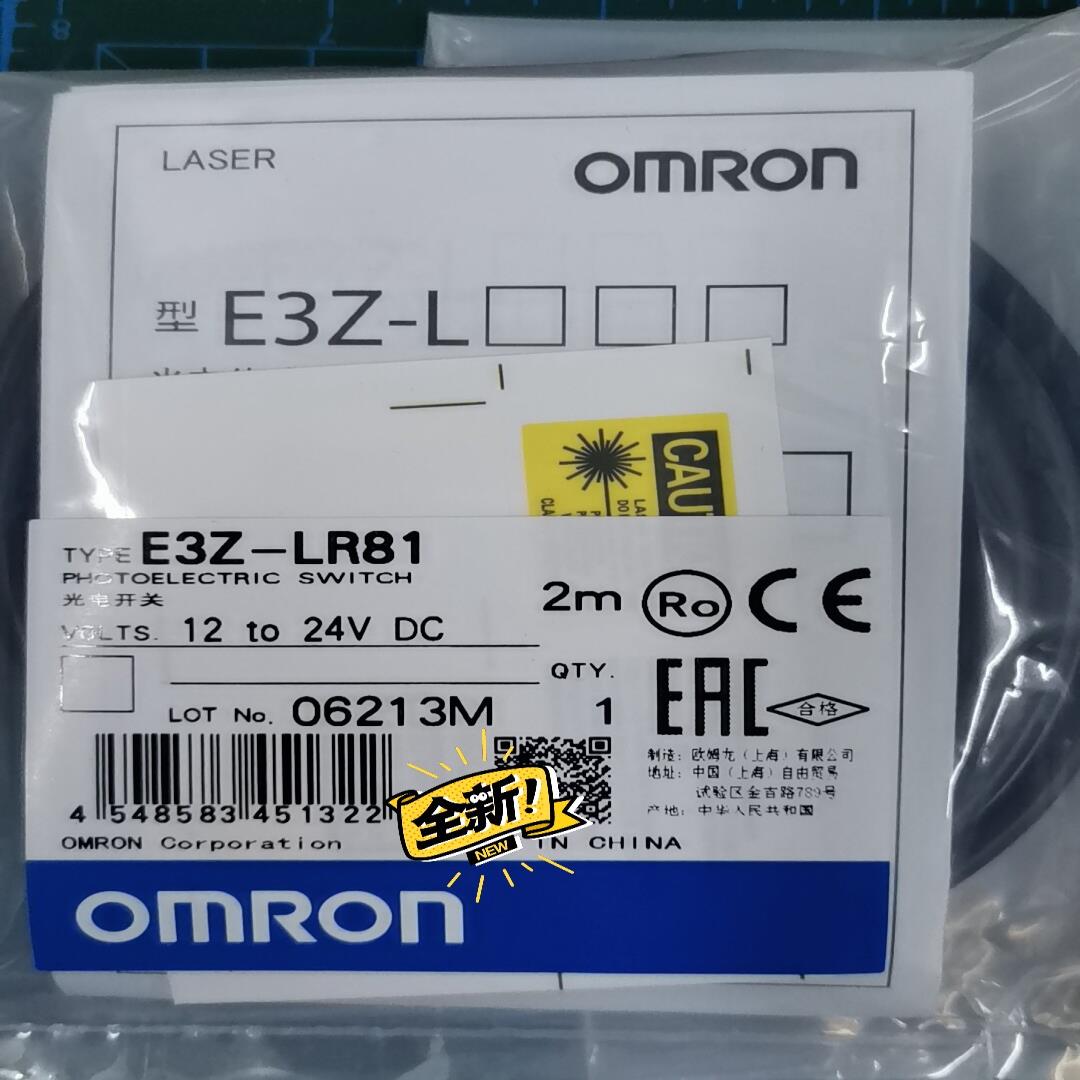 8
LASER
OMRON
型 E3Z-L□ □ □
CAU
TYPE E3Z-LR81
PHOTOELECTRIC SWITCH
光电开关
VOLTS. 12 to 24V DC
2m
Ro
CE
QTY.
1
LOT No. 06213M
EAC
合格
制造: 欧姆龙(上海)有限公司
地址: 中国(上海)自由贸易
试验区金吉路789号
产地: 中华人民共和国
4 548583 451322
全新!
NEW
OMRON Corporation
IN CHINA
OMRON